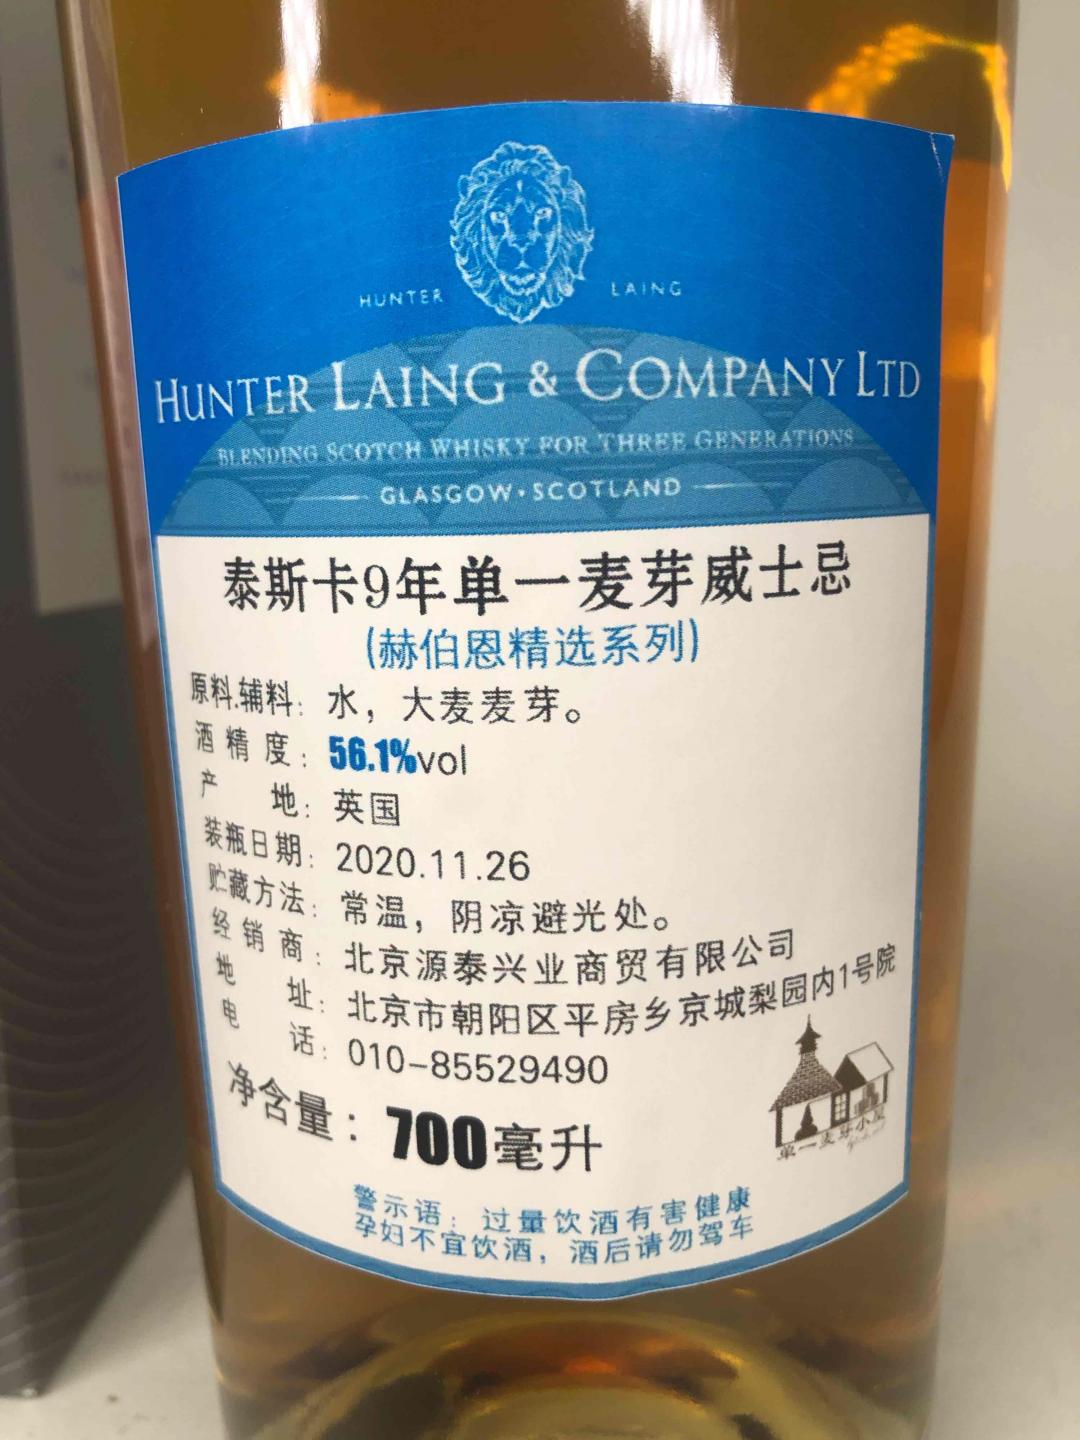 HUNTER LAING
HUNTER LAING & COMPANY LTD
BLENDING SCOTCH WHISKY FOR THREE GENERATIONS
GLASGOW • SCOTLAND
泰斯卡9年单一麦芽威士忌
(赫伯恩精选系列)
原料.辅料: 水，大麦麦芽。
酒精度: 56.1%vol
产地: 英国
装瓶日期: 2020.11.26
贮藏方法: 常温，阴凉避光处。
经销商: 北京源泰兴业商贸有限公司
地址: 北京市朝阳区平房乡京城梨园内1号院
电话: 010-85529490
净含量: 700毫升
单一麦芽小屋
警示语: 过量饮酒有害健康
孕妇不宜饮酒，酒后请勿驾车